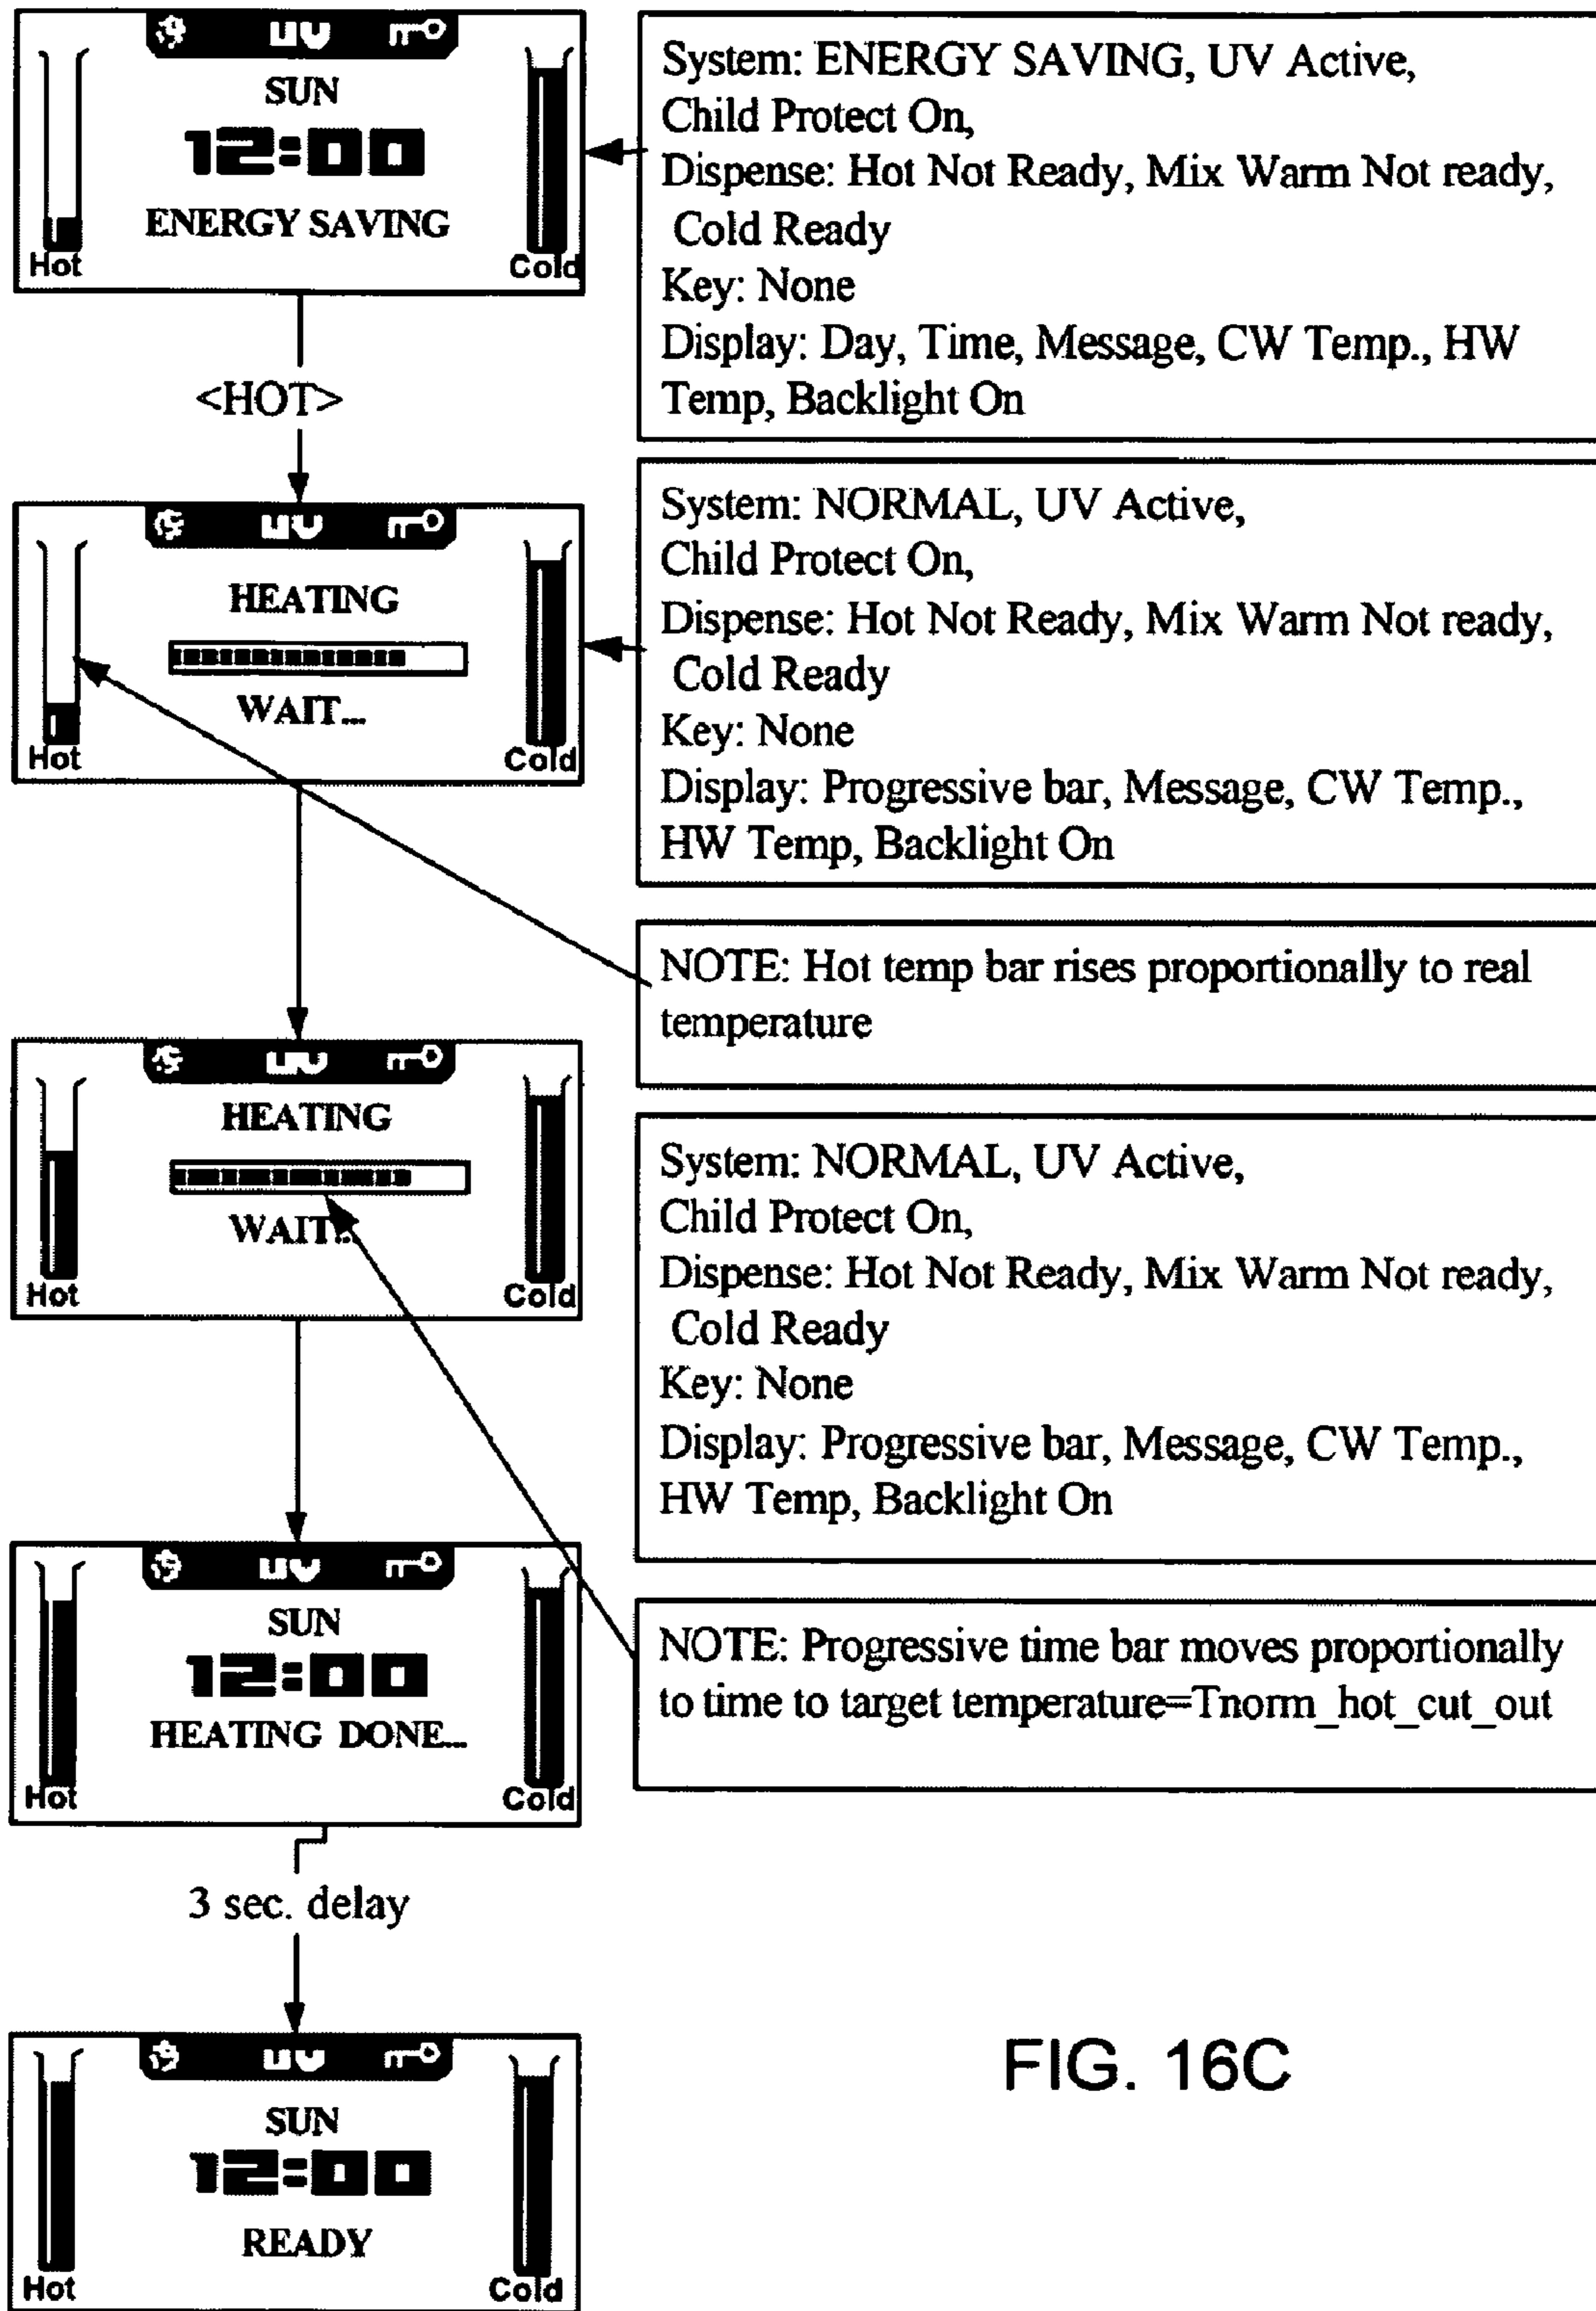 UV
SUN
12:00
ENERGY SAVING
Hot
Cold
System: ENERGY SAVING, UV Active,
Child Protect On,
Dispense: Hot Not Ready, Mix Warm Not ready,
Cold Ready
Key: None
Display: Day, Time, Message, CW Temp., HW
Temp, Backlight On
<HOT>
UV
HEATING
WAIT...
Hot
Cold
System: NORMAL, UV Active,
Child Protect On,
Dispense: Hot Not Ready, Mix Warm Not ready,
Cold Ready
Key: None
Display: Progressive bar, Message, CW Temp.,
HW Temp, Backlight On
NOTE: Hot temp bar rises proportionally to real
temperature
UV
HEATING
WAIT...
Hot
Cold
System: NORMAL, UV Active,
Child Protect On,
Dispense: Hot Not Ready, Mix Warm Not ready,
Cold Ready
Key: None
Display: Progressive bar, Message, CW Temp.,
HW Temp, Backlight On
UV
SUN
12:00
HEATING DONE...
Hot
Cold
NOTE: Progressive time bar moves proportionally
to time to target temperature=Tnorm_hot_cut_out
3 sec. delay
UV
SUN
12:00
READY
Hot
Cold
FIG. 16C